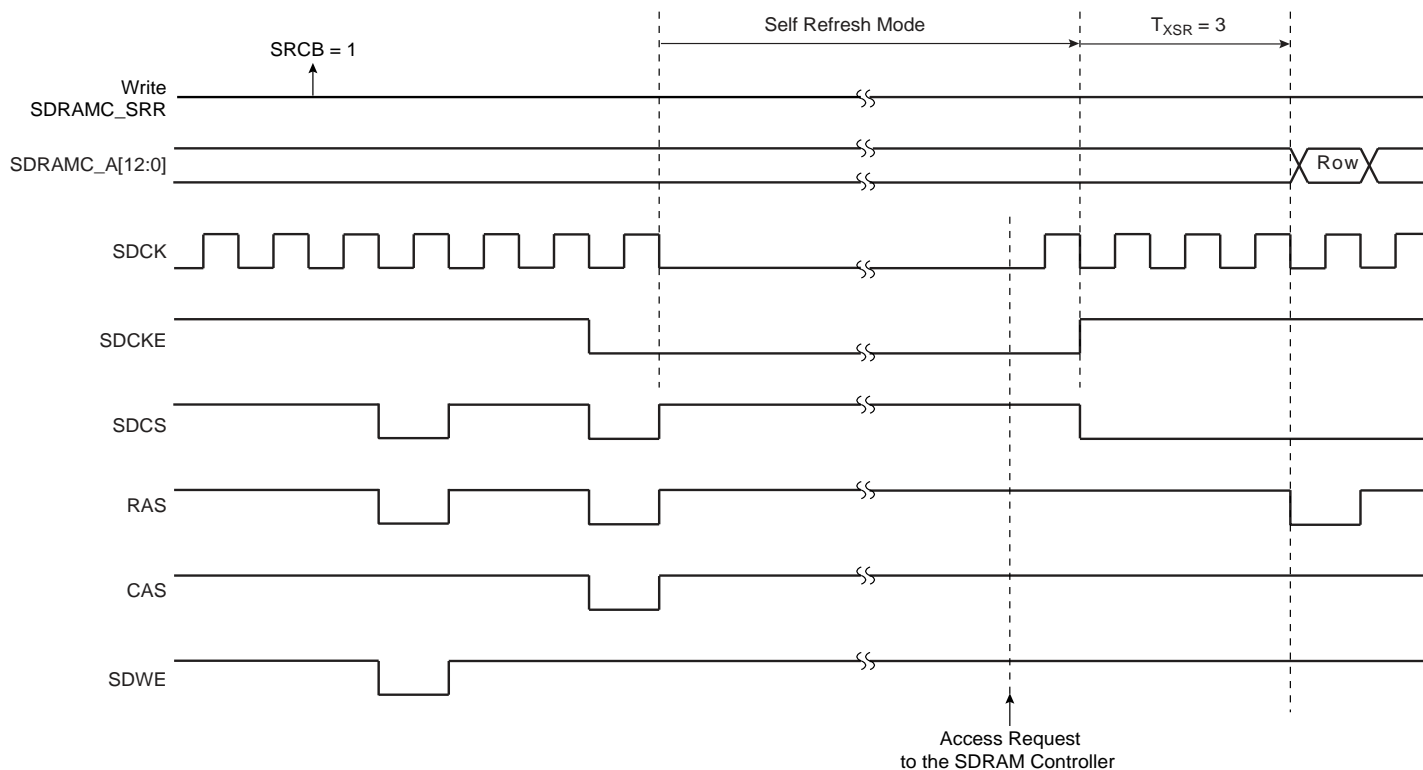 Self Refresh Mode
TXSR = 3
SRCB = 1
Write
SDRAMC_SRR
SDRAMC_A[12:0]
Row
SDCK
SDCKE
SDCS
RAS
CAS
SDWE
Access Request
to the SDRAM Controller